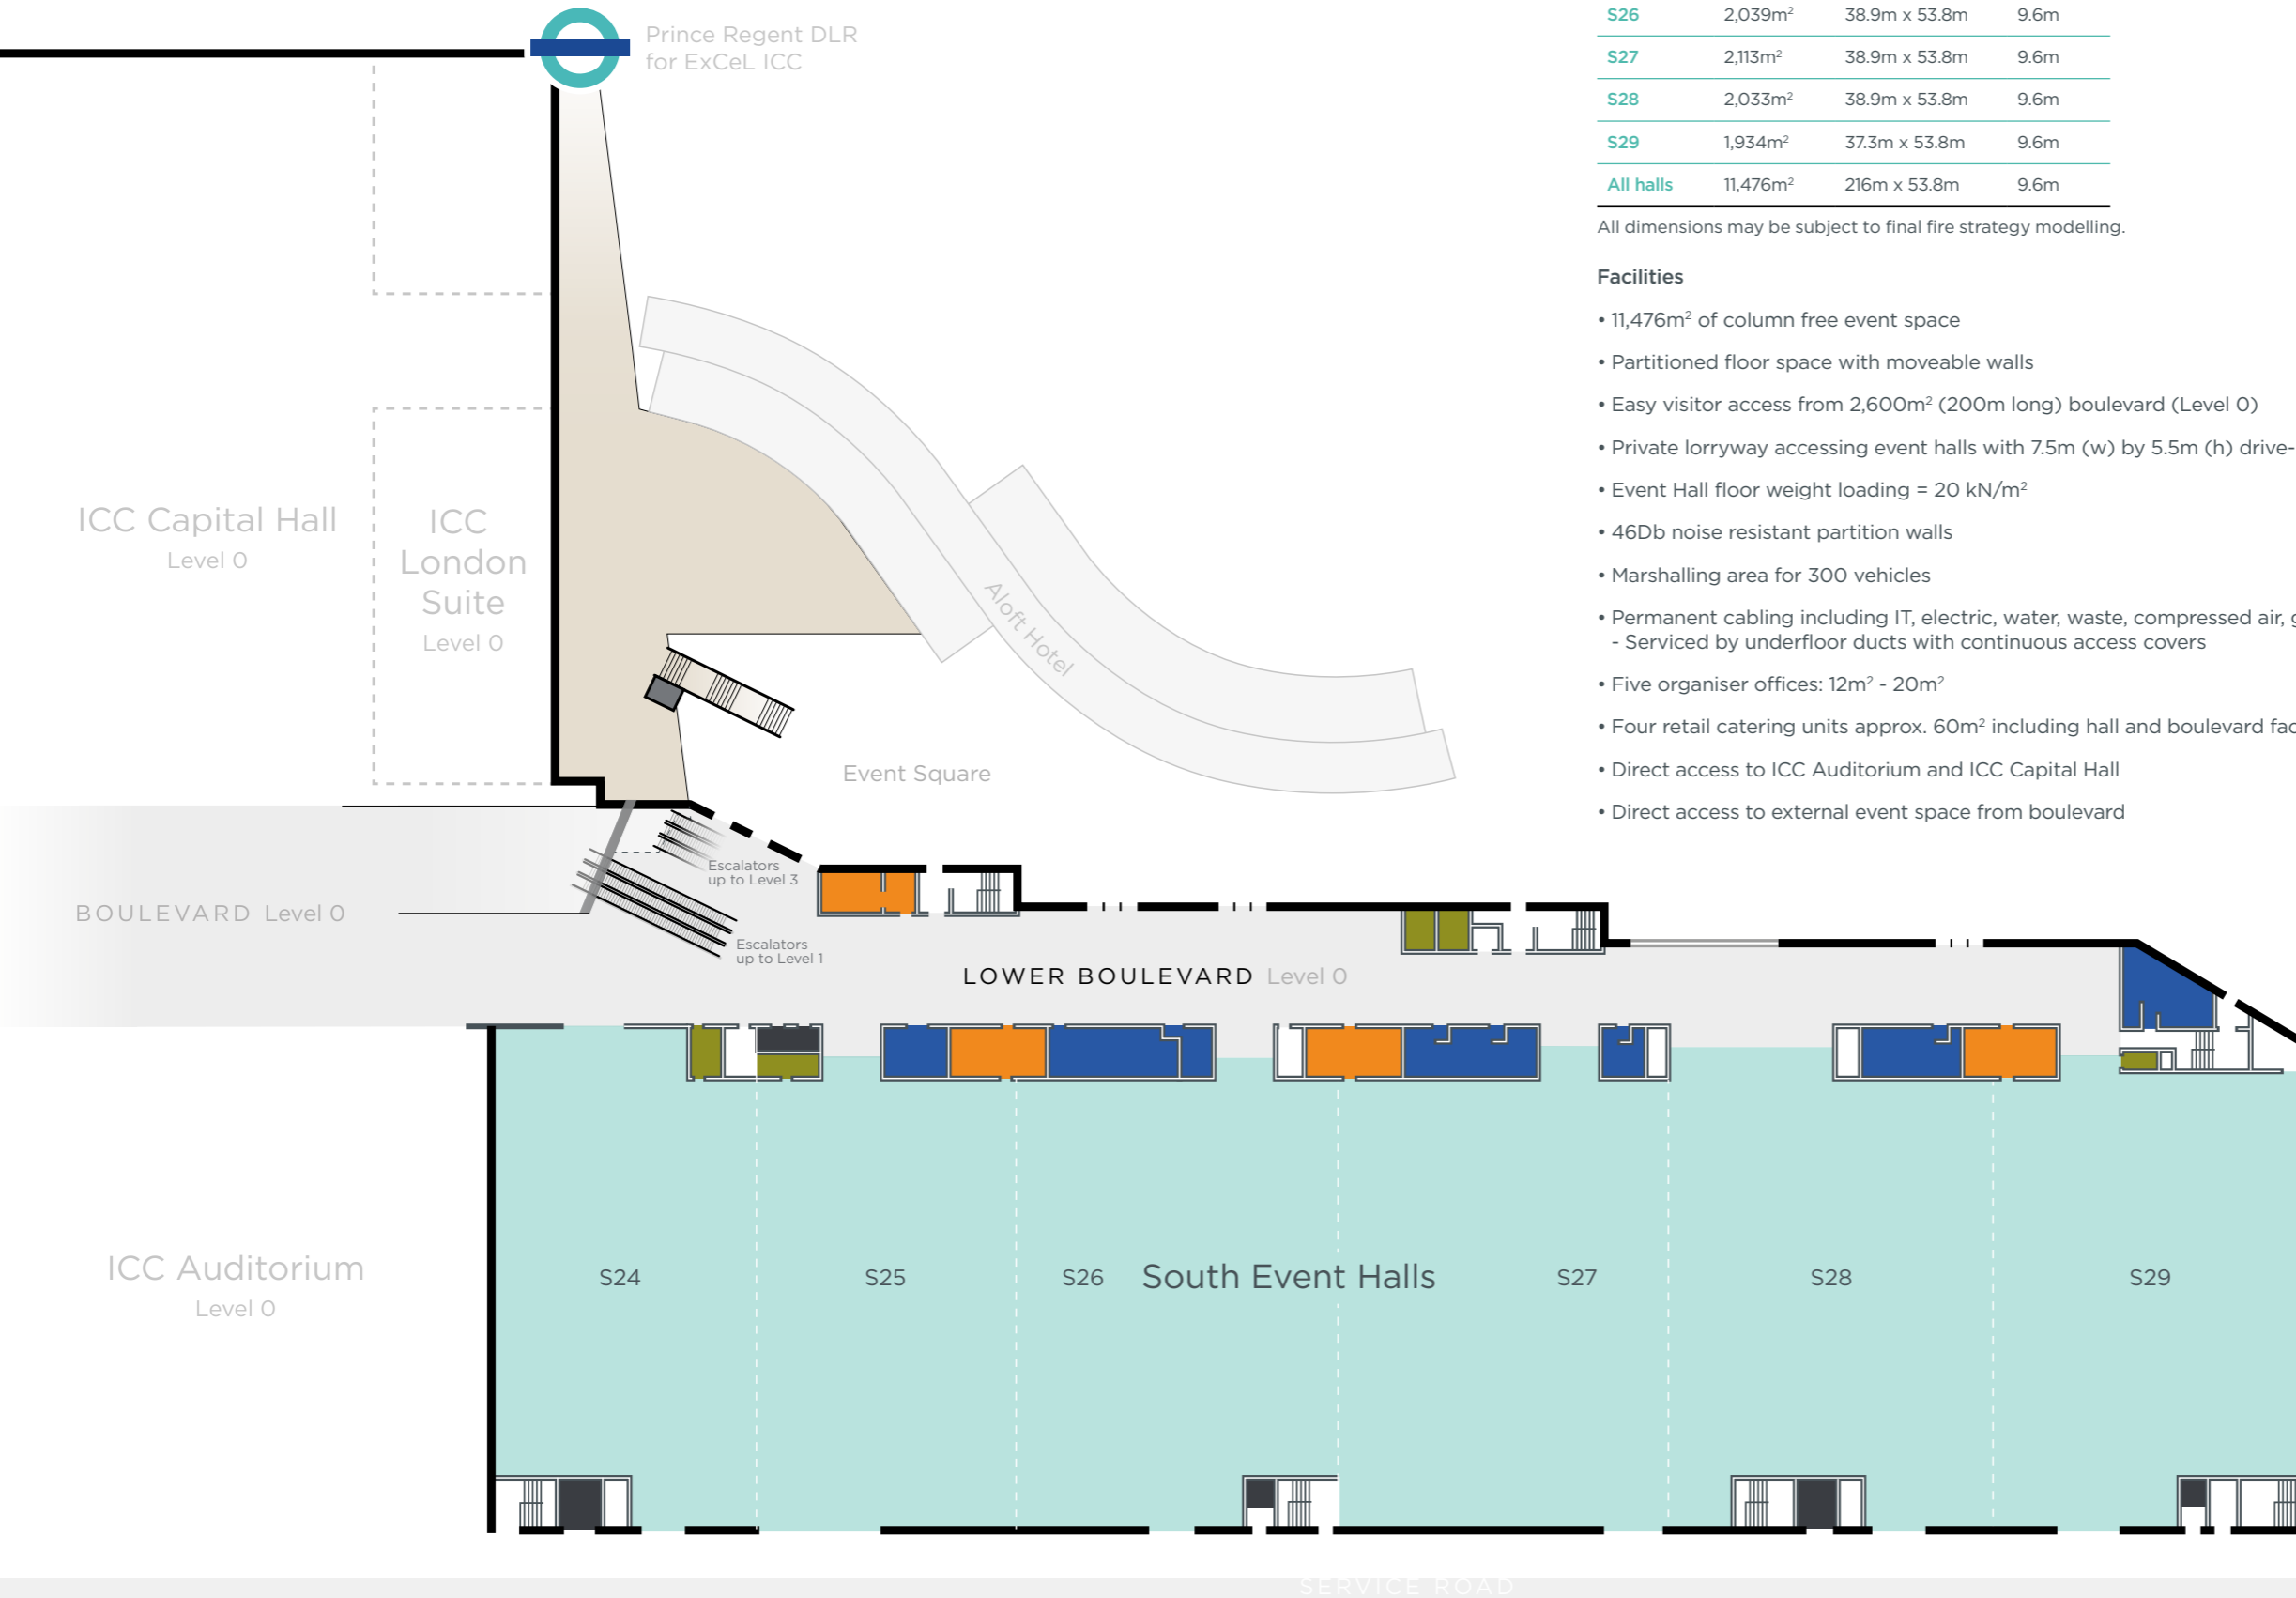 Prince Regent DLR
for ExCeL ICC
S26 2,039m² 38.9m x 53.8m 9.6m
S27 2,113m² 38.9m x 53.8m 9.6m
S28 2,033m² 38.9m x 53.8m 9.6m
S29 1,934m² 37.3m x 53.8m 9.6m
All halls 11,476m² 216m x 53.8m 9.6m
All dimensions may be subject to final fire strategy modelling.
Facilities
• 11,476m² of column free event space
• Partitioned floor space with moveable walls
• Easy visitor access from 2,600m² (200m long) boulevard (Level 0)
• Private lorryway accessing event halls with 7.5m (w) by 5.5m (h) drive-
• Event Hall floor weight loading = 20 kN/m²
• 46Db noise resistant partition walls
• Marshalling area for 300 vehicles
• Permanent cabling including IT, electric, water, waste, compressed air,
- Serviced by underfloor ducts with continuous access covers
• Five organiser offices: 12m² - 20m²
• Four retail catering units approx. 60m² including hall and boulevard
• Direct access to ICC Auditorium and ICC Capital Hall
• Direct access to external event space from boulevard
ICC Capital Hall
Level 0
ICC
London
Suite
Level 0
Aloft Hotel
Event Square
Escalators
up to Level 3
BOULEVARD Level 0
Escalators
up to Level 1
LOWER BOULEVARD Level 0
ICC Auditorium
Level 0
S24
S25
S26
South Event Halls
S27
S28
S29
SERVICE ROAD